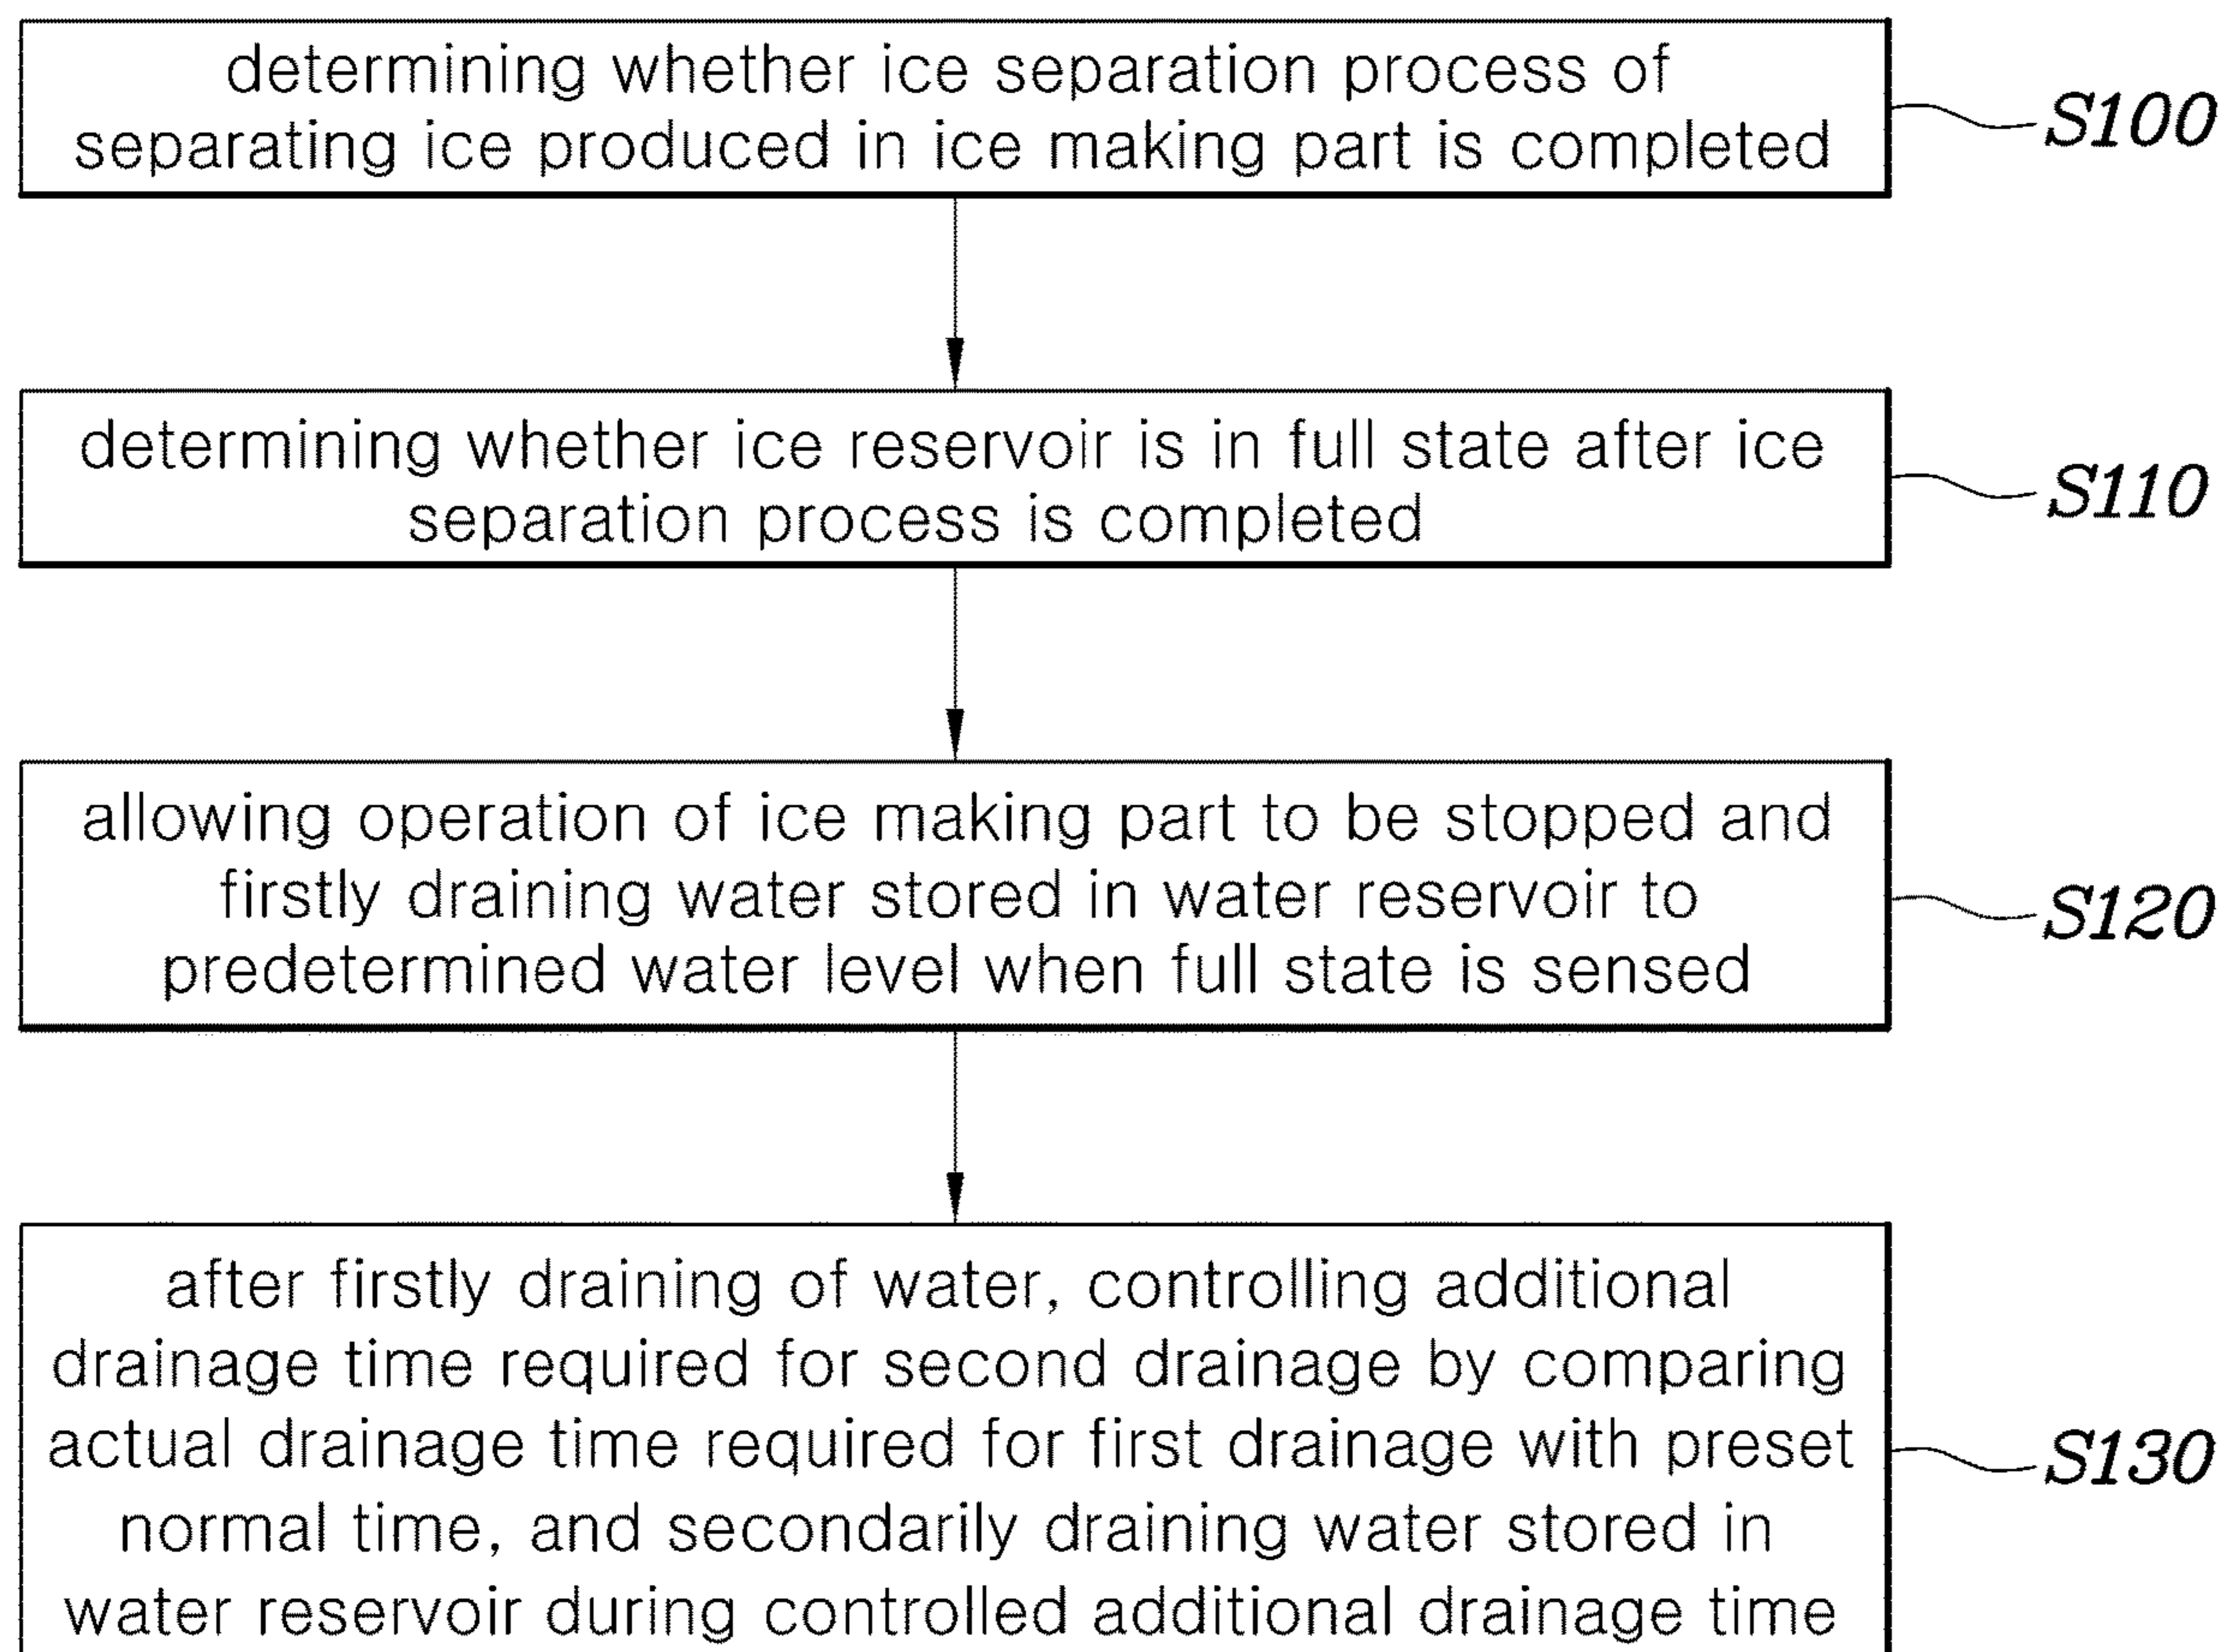 determining whether ice separation process of
separating ice produced in ice making part is completed
S100
determining whether ice reservoir is in full state after ice
separation process is completed
S110
allowing operation of ice making part to be stopped and
firstly draining water stored in water reservoir to
predetermined water level when full state is sensed
S120
after firstly draining of water, controlling additional
drainage time required for second drainage by comparing
actual drainage time required for first drainage with preset
normal time, and secondarily draining water stored in
water reservoir during controlled additional drainage time
S130